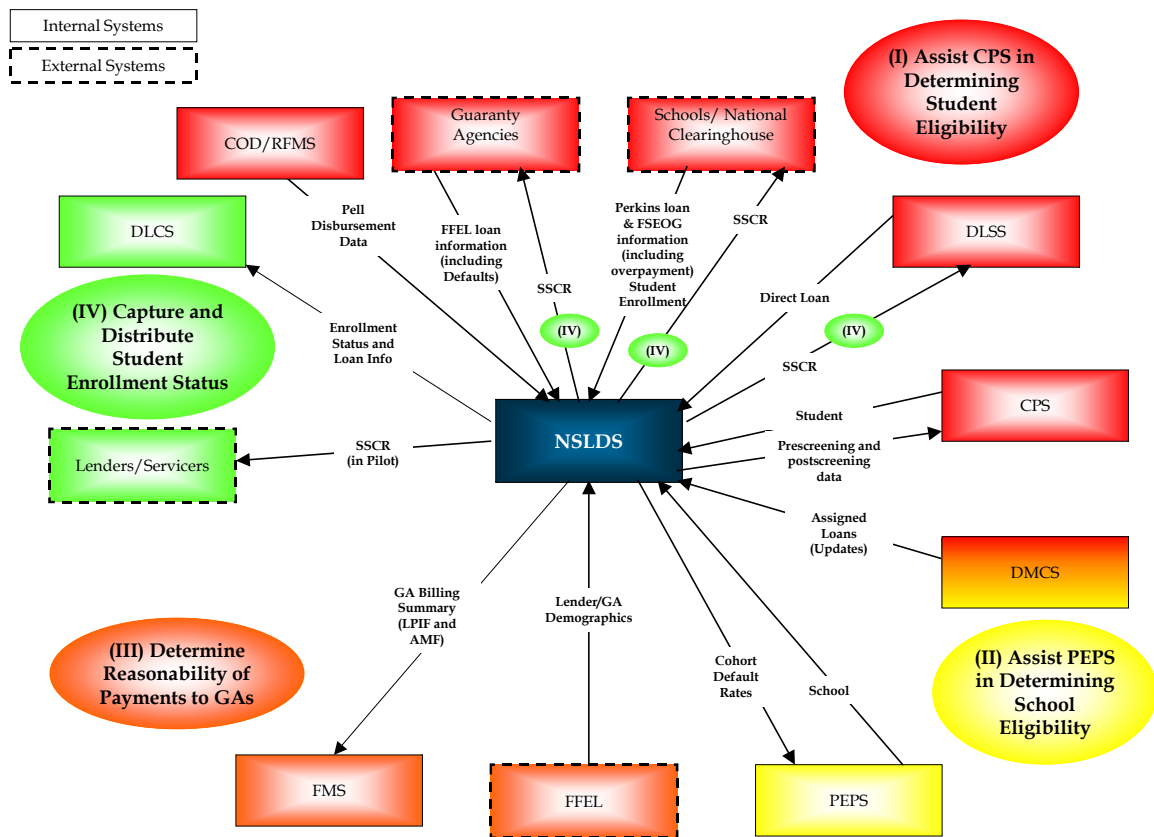 Internal Systems
External Systems
(I) Assist CPS in
Determining
Student
Eligibility
COD/RFMS
Guaranty
Agencies
Schools/ National
Clearinghouse
DLCS
DLSS
Pell
Disbursement
Data
FFEL loan
information
(including
Defaults)
SSCR
Perkins loan
& FSEOG
information
(including
overpayment)
Student
Enrollment
SSCR
Direct Loan
(IV) Capture and
Distribute
Student
Enrollment Status
Enrollment
Status and
Loan Info
(IV)
(IV)
(IV)
SSCR
CPS
Student
NSLDS
Prescreening and
postscreening
data
Lenders/Servicers
SSCR
(in Pilot)
Assigned
Loans
(Updates)
DMCS
GA Billing
Summary
(LPIF and
AMF)
Lender/GA
Demographics
(III) Determine
Reasonability of
Payments to GAs
Cohort
Default
Rates
School
(II) Assist PEPS
in Determining
School
Eligibility
FMS
FFEL
PEPS